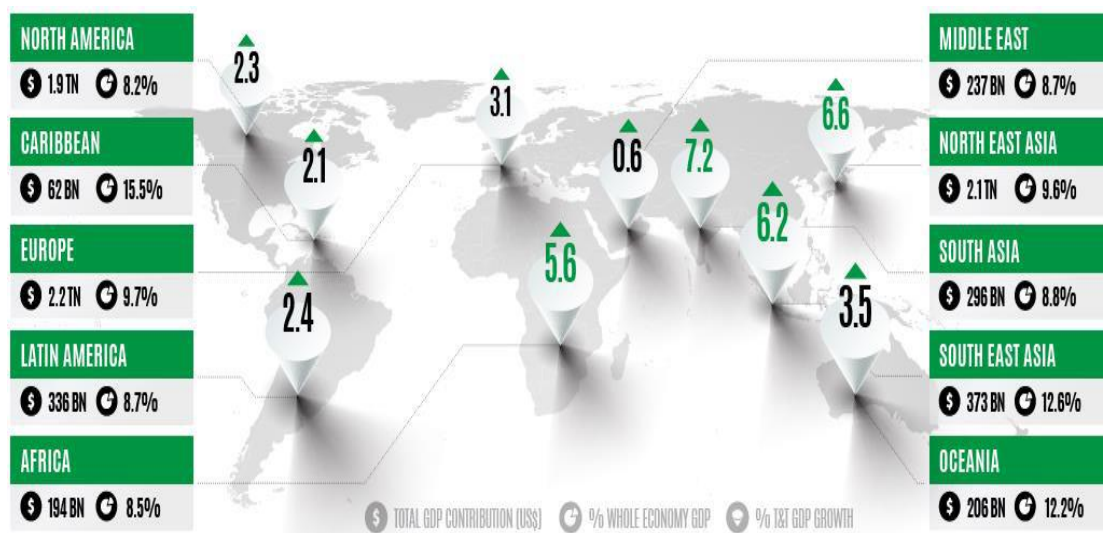 NORTH AMERICA
$ 1.9 TN 8.2%
CARIBBEAN
$ 62 BN 15.5%
EUROPE
$ 2.2 TN 9.7%
LATIN AMERICA
$ 336 BN 8.7%
AFRICA
$ 194 BN 8.5%
2.3
2.1
2.4
3.1
5.6
0.6
7.2
6.2
6.6
3.5
MIDDLE EAST
$ 237 BN 8.7%
NORTH EAST ASIA
$ 2.1 TN 9.6%
SOUTH ASIA
$ 296 BN 8.8%
SOUTH EAST ASIA
$ 373 BN 12.6%
OCEANIA
$ 206 BN 12.2%
$ TOTAL GDP CONTRIBUTION (US$) % WHOLE ECONOMY GDP % T&T GDP GROWTH